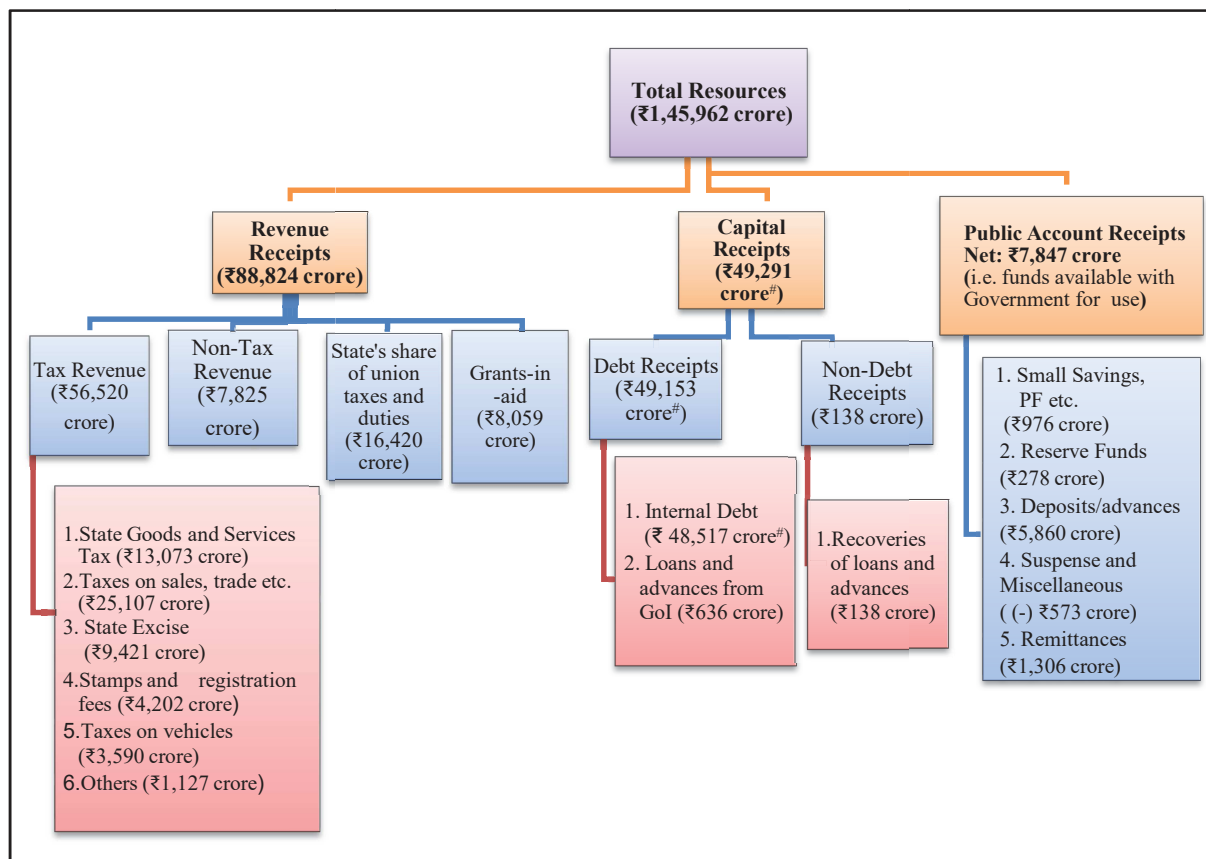 Total Resources
(₹1,45,962 crore)
Revenue
Receipts
(₹88,824 crore)
Capital
Receipts
(₹49,291
crore#)
Public Account Receipts
Net: ₹7,847 crore
(i.e. funds available with
Government for use)
Tax Revenue
(₹56,520
crore)
Non-Tax
Revenue
(₹7,825
crore)
State's share
of union
taxes and
duties
(₹16,420
crore)
Grants-in
-aid
(₹8,059
crore)
Debt Receipts
(₹49,153
crore#)
Non-Debt
Receipts
(₹138 crore)
1. Small Savings,
PF etc.
(₹976 crore)
2. Reserve Funds
(₹278 crore)
3. Deposits/advances
(₹5,860 crore)
4. Suspense and
Miscellaneous
( (-) ₹573 crore)
5. Remittances
(₹1,306 crore)
1.State Goods and Services
Tax (₹13,073 crore)
2.Taxes on sales, trade etc.
(₹25,107 crore)
3. State Excise
(₹9,421 crore)
4.Stamps and registration
fees (₹4,202 crore)
5.Taxes on vehicles
(₹3,590 crore)
6.Others (₹1,127 crore)
1. Internal Debt
(₹ 48,517 crore#)
2. Loans and
advances from
GoI (₹636 crore)
1.Recoveries
of loans and
advances
(₹138 crore)